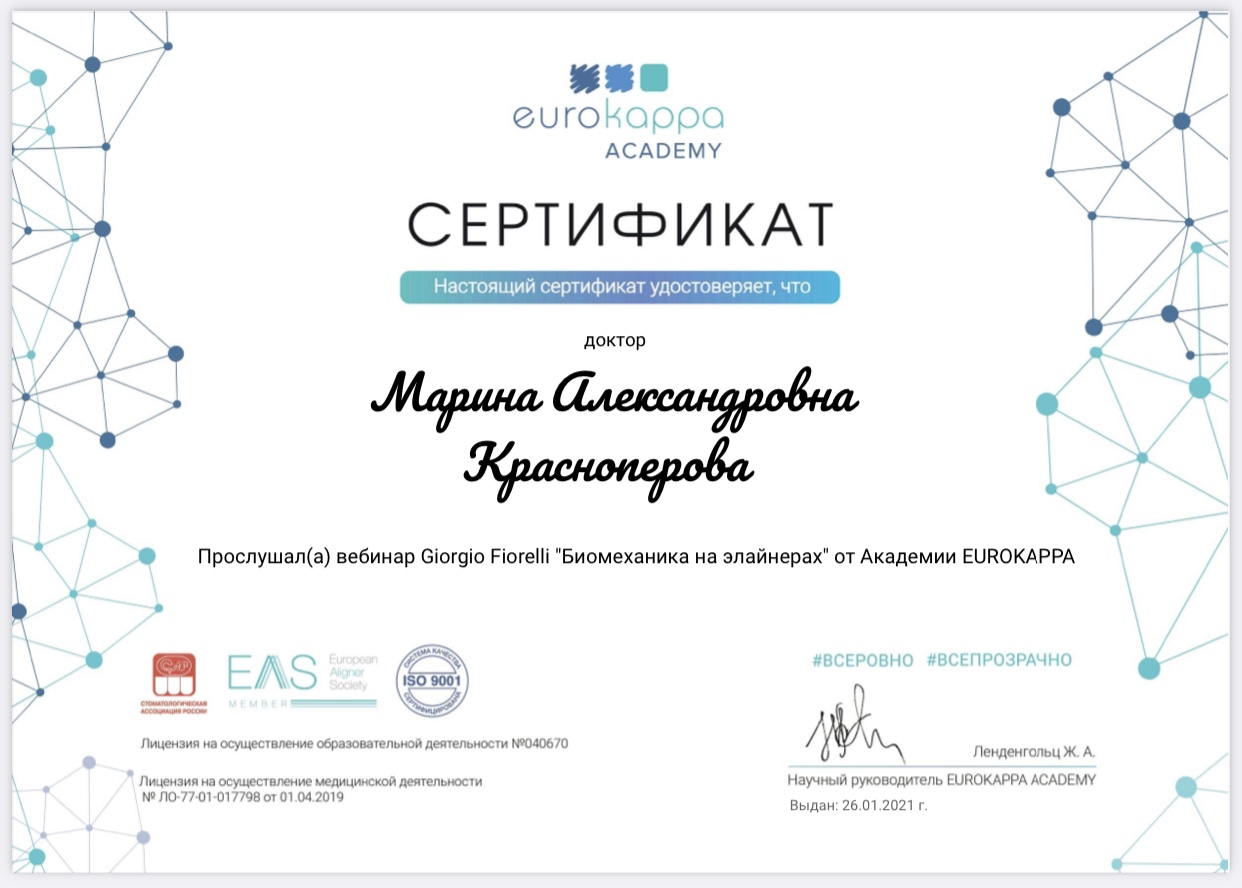 eurokappa
ACADEMY
СЕРТИФИКАТ
Настоящий сертификат удостоверяет, что
доктор
Марина Александровна
Красноперова
Прослушал(а) вебинар Giorgio Fiorelli "Биомеханика на элайнерах" от Академии EUROKAPPA
СТОМАТОЛОГИЧЕСКАЯ
АССОЦИАЦИЯ РОССИИ
EAS
European
Aligner
Society
MEMBER
СИСТЕМА КАЧЕСТВА
ISO 9001
СЕРТИФИЦИРОВАНА
Лицензия на осуществление образовательной деятельности №040670
Лицензия на осуществление медицинской деятельности
№ ЛО-77-01-017798 от 01.04.2019
#ВСЕРОВНО #ВСЕПРОЗРАЧНО
Ленденгольц Ж. А.
Научный руководитель EUROKAPPA ACADEMY
Выдан: 26.01.2021 г.